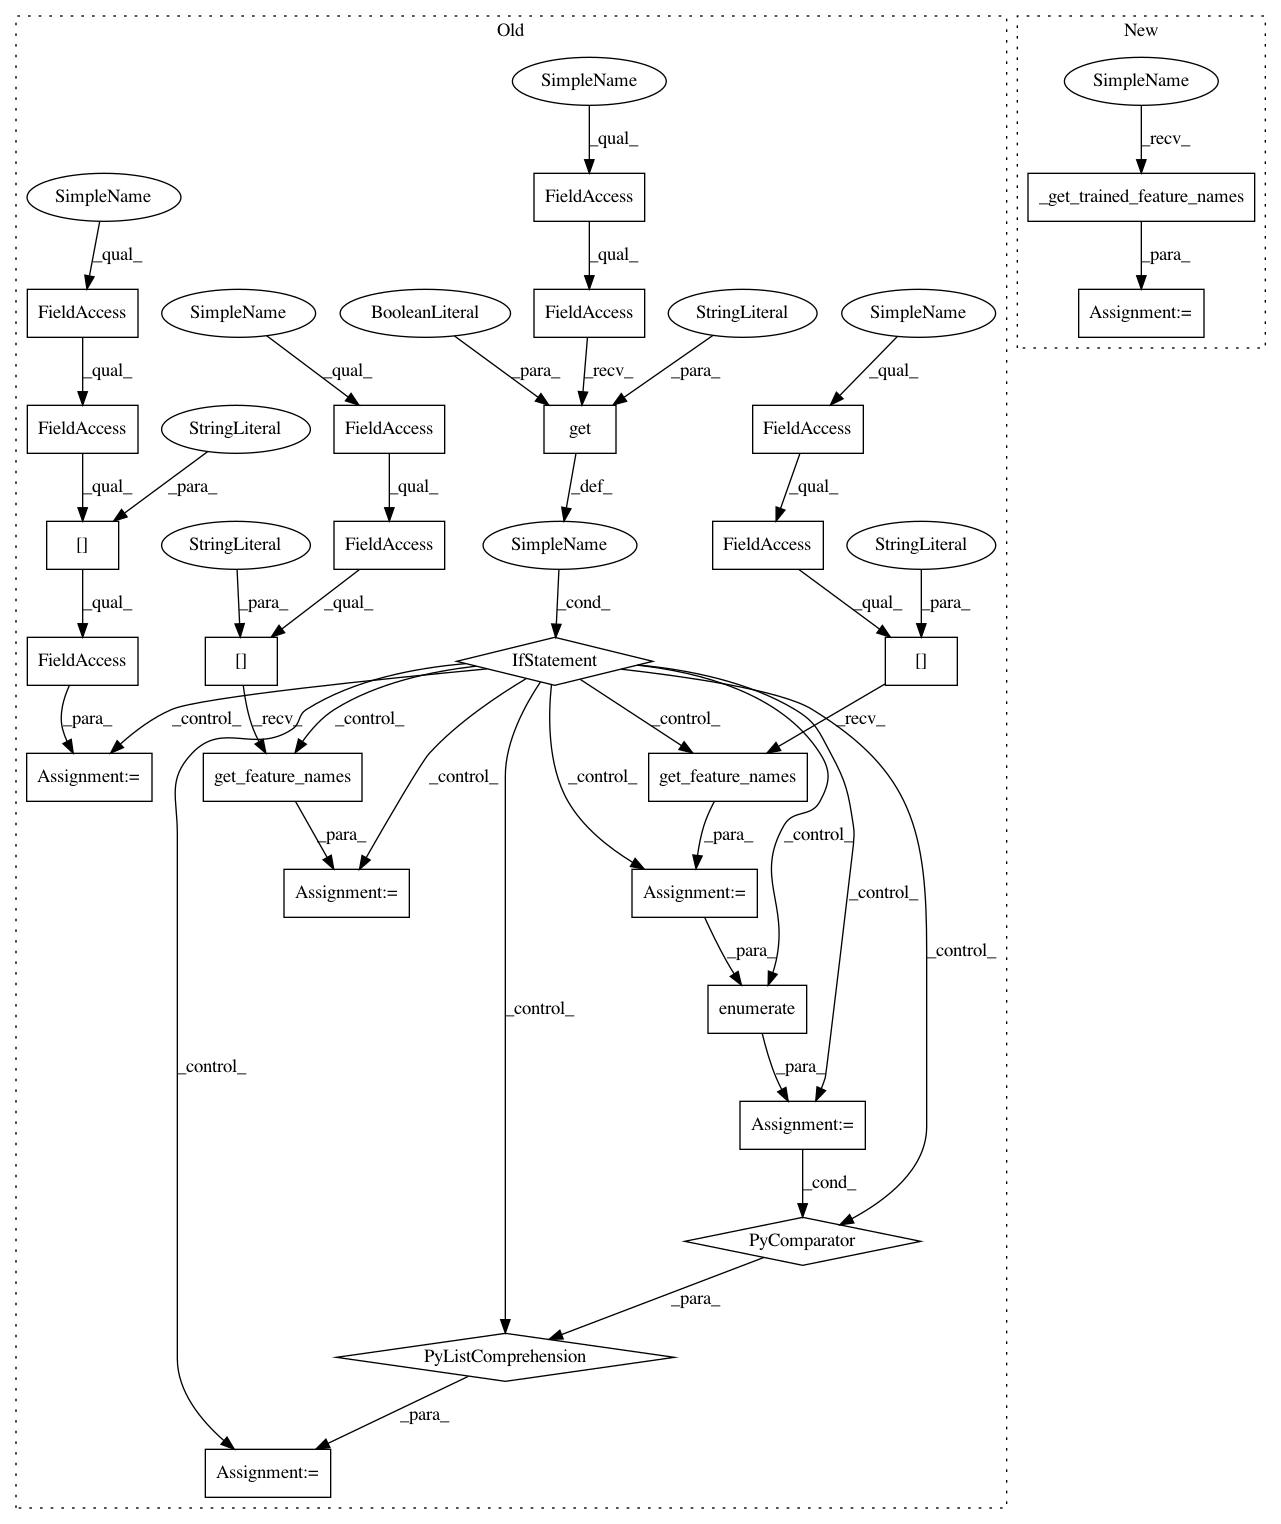 Old
New
SimpleName
SimpleName
_qual_
_recv_
SimpleName
FieldAccess
_get_trained_feature_names
_qual_
_qual_
_para_
FieldAccess
SimpleName
BooleanLiteral
FieldAccess
StringLiteral
SimpleName
Assignment:=
_qual_
_qual_
_para_
_recv_
_para_
_qual_
FieldAccess
StringLiteral
FieldAccess
get
FieldAccess
_qual_
_para_
_qual_
_def_
_qual_
[]
StringLiteral
FieldAccess
SimpleName
FieldAccess
StringLiteral
_qual_
_para_
_qual_
_cond_
_qual_
_para_
FieldAccess
[]
IfStatement
[]
_para_
_control_
_recv_
_control_
_control_
_recv_
Assignment:=
get_feature_names
get_feature_names
_control_
_control_
_para_
_para_
_control_
Assignment:=
Assignment:=
_control_
_para_
_control_
enumerate
_control_
_control_
_para_
Assignment:=
_cond_
PyComparator
_para_
PyListComprehension
_para_
Assignment:=